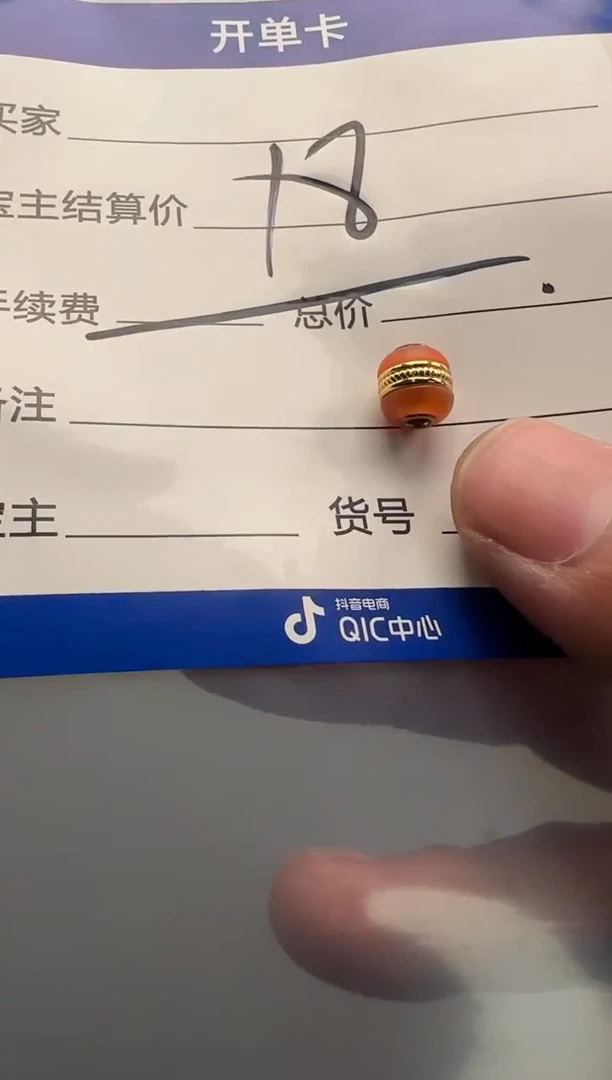 开单卡
买家
18
宝主结算价
手续费 总价
备注
宝主 货号
抖音电商
QIC中心